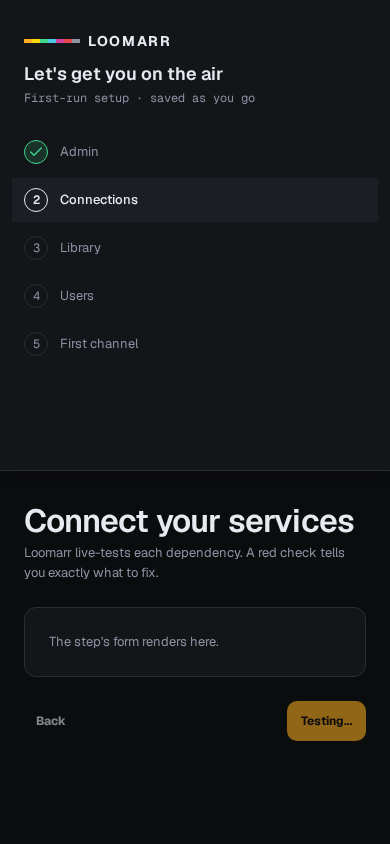 LOOMARR
Let's get you on the air
First-run setup · saved as you go
Admin
2 Connections
3 Library
4 Users
5 First channel
Connect your services
Loomarr live-tests each dependency. A red check tells
you exactly what to fix.
The step's form renders here.
Back
Testing...